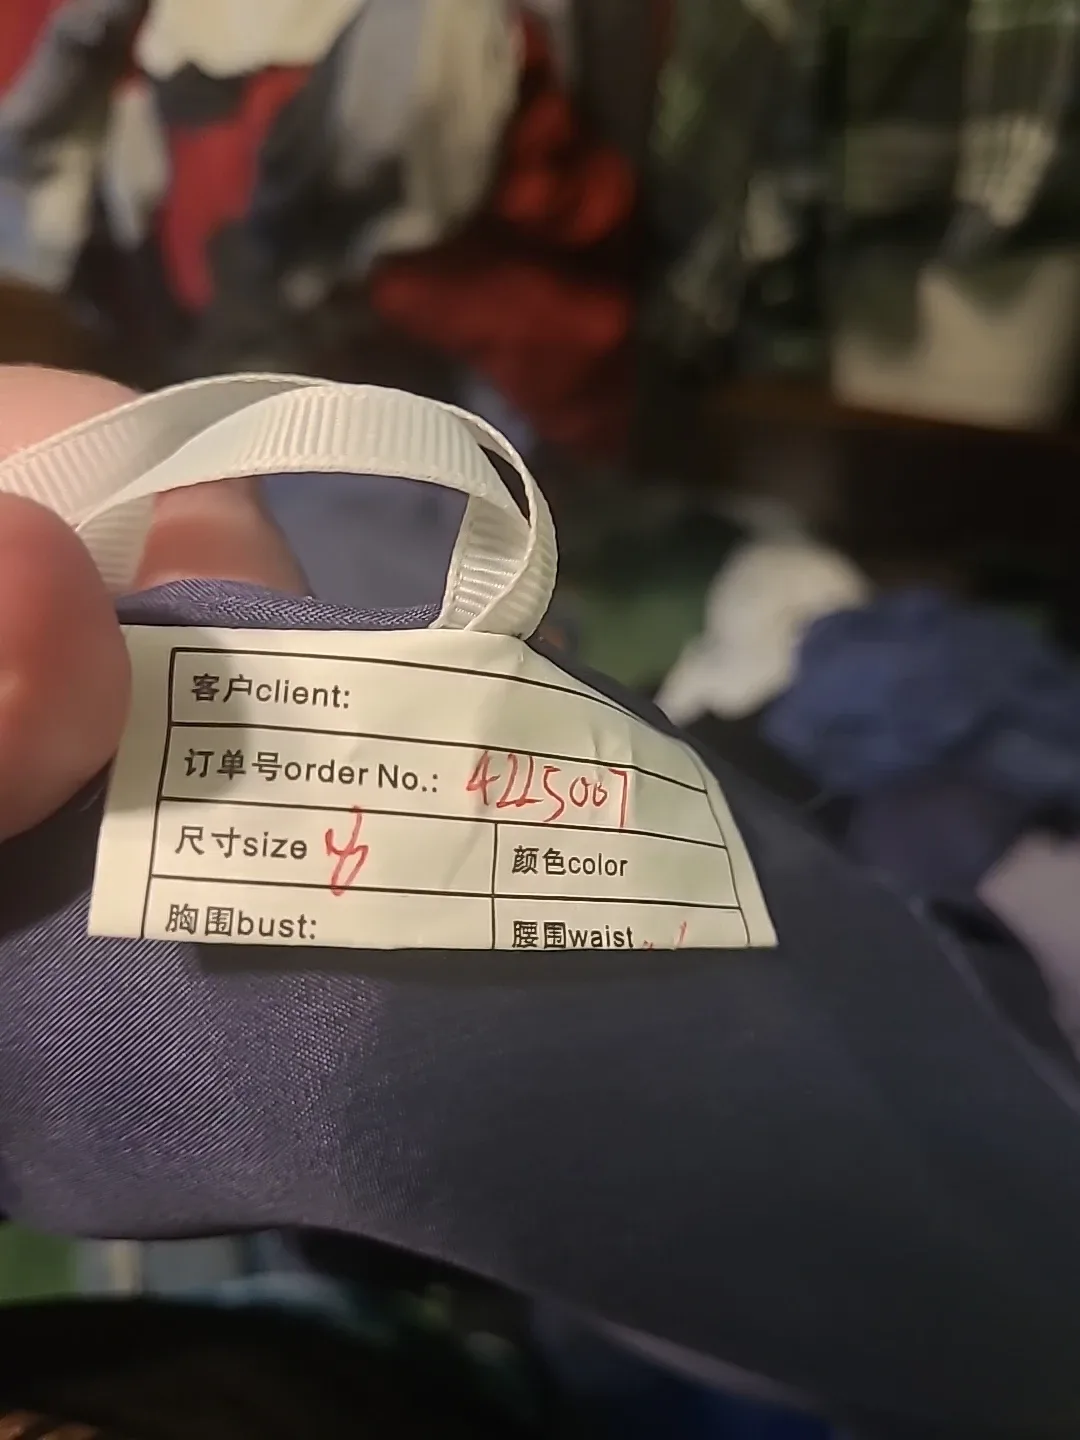 客户client:
订单号order No.: 4225007
尺寸size
颜色color
胸围bust:
腰围waist